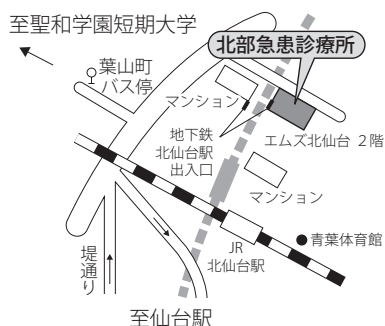 至聖和学園短期大学
北部急患診療所
葉山町
バス停
マンション
地下鉄
北仙台駅
出入口
エムズ北仙台 2階
マンション
JR
北仙台駅
青葉体育館
堤通り
至仙台駅